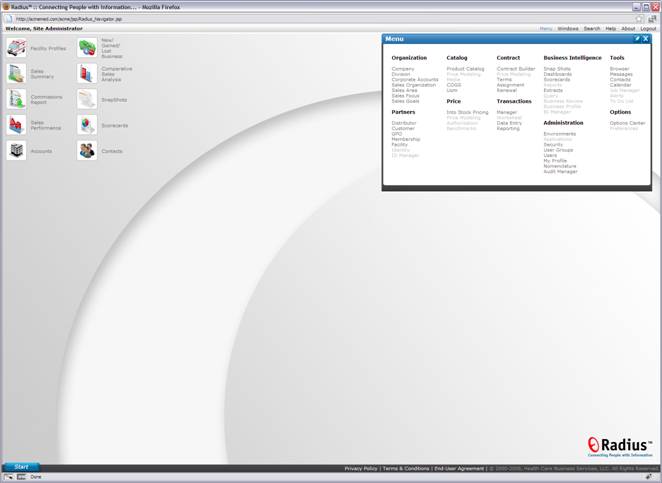 Radius™ :: Connecting People with Information... - Mozilla Firefox
http://acmemed.com/acme/jsp/Radius_Navigator.jsp
Welcome, Site Administrator
Menu Windows Search Help About Logout
Facility Profiles
New/
Gained/
Lost
Business
Sales
Summary
Comparative
Sales
Analysis
Commissions
Report
SnapShots
Sales
Performance
Scorecards
Accounts
Contacts
Menu
Organization
Company
Division
Corporate Accounts
Sales Organization
Sales Area
Sales Focus
Sales Goals
Partners
Distributor
Customer
GPO
Membership
Facility
Identity
ID Manager
Catalog
Product Catalog
Price Modeling
Media
COGS
Uom
Price
Into Stock Pricing
Price Modeling
Authorization
Benchmarks
Contract
Contract Builder
Price Modeling
Terms
Assignment
Renewal
Transactions
Manager
Worksheet
Data Entry
Reporting
Business Intelligence
Snap Shots
Dashboards
Scorecards
Reports
Extracts
Query
Business Review
Business Profile
BI Manager
Administration
Environments
Applications
Security
User Groups
Users
My Profile
Nomenclature
Audit Manager
Tools
Browser
Messages
Contacts
Calendar
Job Manager
Alerts
To Do List
Options
Options Center
Preferences
Radius™
Connecting People with Information
Start
Privacy Policy | Terms & Conditions | End-User Agreement | © 2000-2008, Health Care Business Services, LLC. All Rights Reserved.
Done